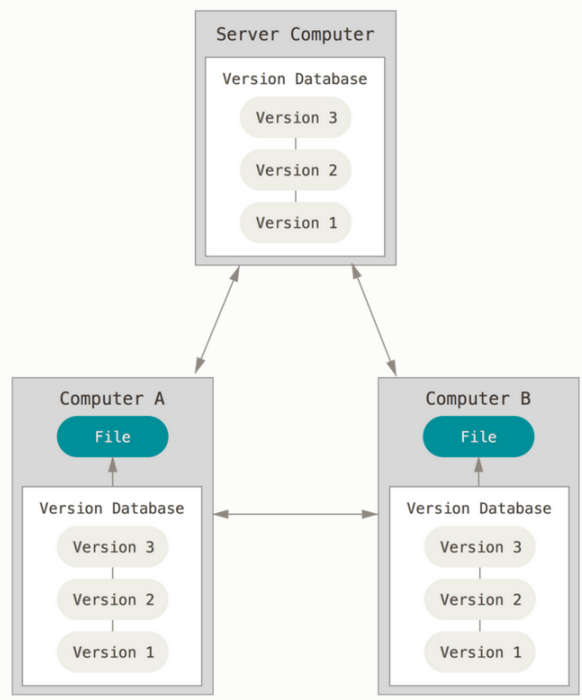 Server Computer
Version Database
Version 3
Version 2
Version 1
Computer A
File
Version Database
Version 3
Version 2
Version 1
Computer B
File
Version Database
Version 3
Version 2
Version 1